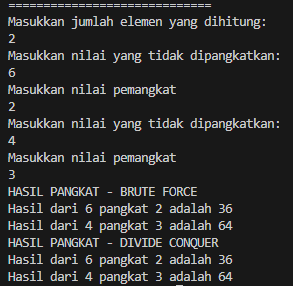 =============================
Masukkan jumlah elemen yang dihitung:
2
Masukkan nilai yang tidak dipangkatkan:
6
Masukkan nilai pemangkat
2
Masukkan nilai yang tidak dipangkatkan:
4
Masukkan nilai pemangkat
3
HASIL PANGKAT - BRUTE FORCE
Hasil dari 6 pangkat 2 adalah 36
Hasil dari 4 pangkat 3 adalah 64
HASIL PANGKAT - DIVIDE CONQUER
Hasil dari 6 pangkat 2 adalah 36
Hasil dari 4 pangkat 3 adalah 64